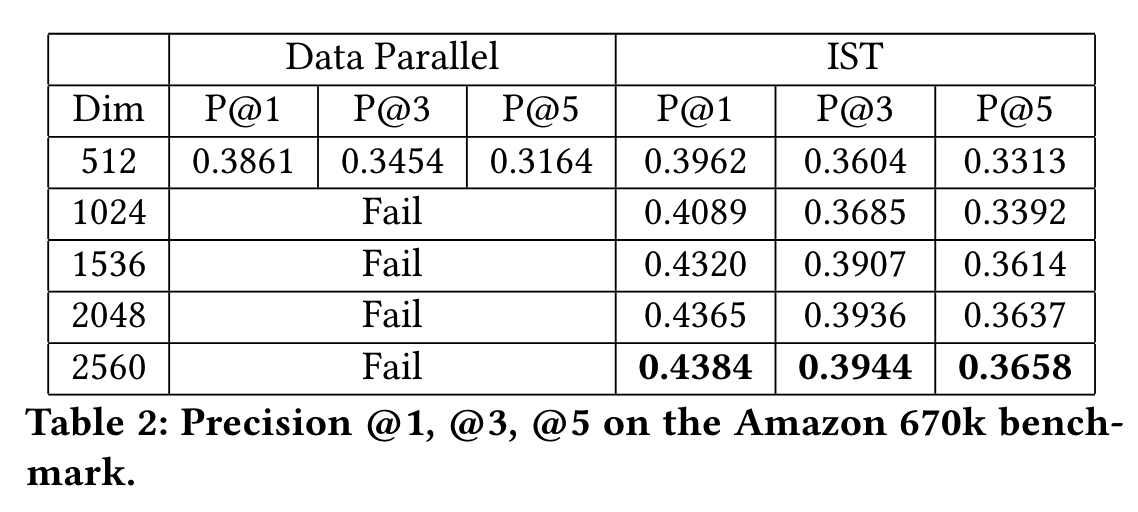 Data Parallel IST
Dim P@1 P@3 P@5 P@1 P@3 P@5
512 0.3861 0.3454 0.3164 0.3962 0.3604 0.3313
1024 Fail 0.4089 0.3685 0.3392
1536 Fail 0.4320 0.3907 0.3614
2048 Fail 0.4365 0.3936 0.3637
2560 Fail 0.4384 0.3944 0.3658
Table 2: Precision @1, @3, @5 on the Amazon 670k bench-
mark.